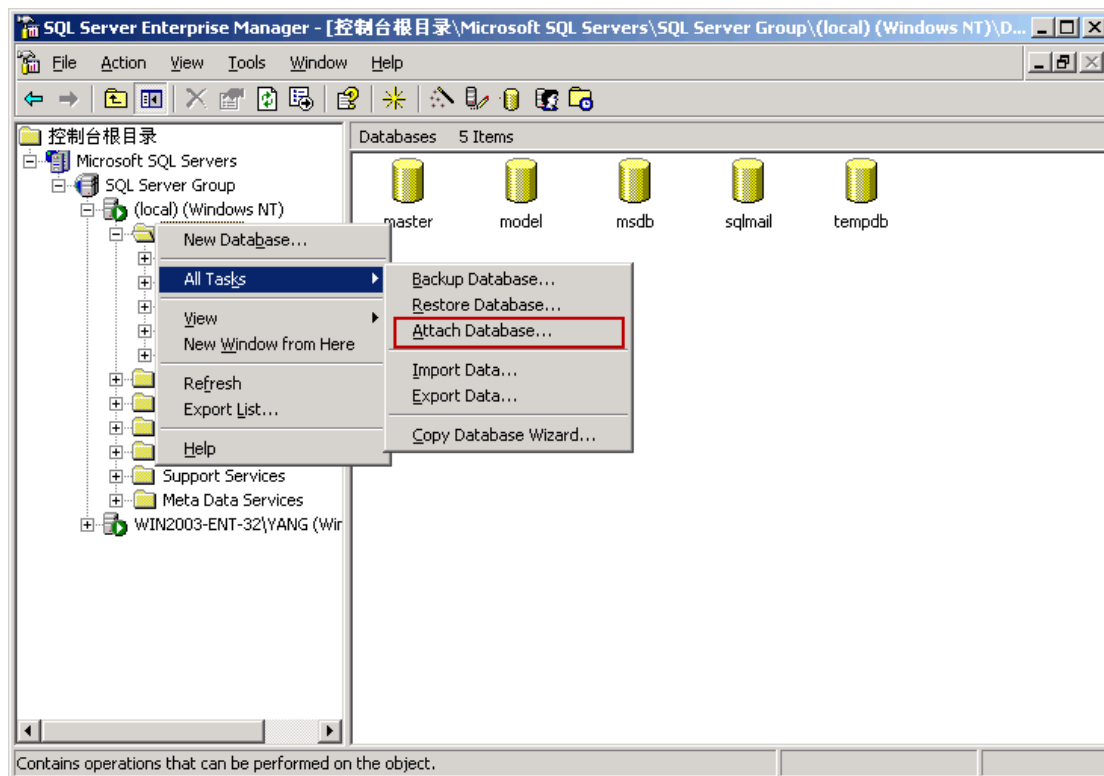 SQL Server Enterprise Manager - [控制台根目录\Microsoft SQL Servers\SQL Server Group\(local) (Windows NT)\D...
File Action View Tools Window Help
控制台根目录
Microsoft SQL Servers
SQL Server Group
(local) (Windows NT)
Support Services
Meta Data Services
WIN2003-ENT-32\YANG (Wir
Databases 5 Items
master model msdb sqlmail tempdb
New Database...
All Tasks
View
New Window from Here
Refresh
Export List...
Help
Backup Database...
Restore Database...
Attach Database...
Import Data...
Export Data...
Copy Database Wizard...
Contains operations that can be performed on the object.